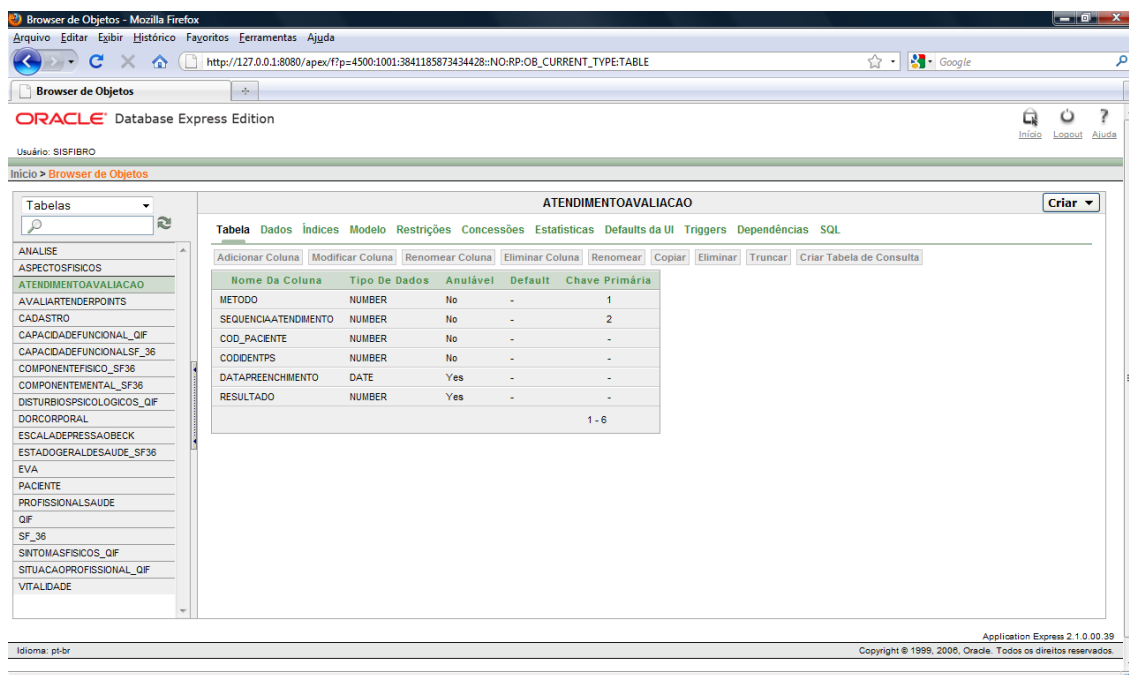 Browser de Objetos - Mozilla Firefox
Arquivo Editar Exibir Histórico Favoritos Ferramentas Ajuda
http://127.0.0.1:8080/apex/f?p=4500:1001:3841185873434428::NO:RP:OB_CURRENT_TYPE:TABLE
Google
Browser de Objetos
ORACLE Database Express Edition
Início Logout Ajuda
Usuário: SISFIBRO
Início > Browser de Objetos
Tabelas
ANALISE
ASPECTOSFISICOS
ATENDIMENTOAVALIACAO
AVALIARTENDERPOINTS
CADASTRO
CAPACIDADEFUNCIONAL_QIF
CAPACIDADEFUNCIONALSF_36
COMPONENTEFISICO_SF36
COMPONENTEMENTAL_SF36
DISTURBIOSPSICOLOGICOS_QIF
DORCORPORAL
ESCALADEPRESSAOBECK
ESTADOGERALDESAUDE_SF36
EVA
PACIENTE
PROFISSIONALSAUDE
QIF
SF_36
SINTOMASFISICOS_QIF
SITUACAOPROFISSIONAL_QIF
VITALIDADE
ATENDIMENTOAVALIACAO
Criar
Tabela Dados Índices Modelo Restrições Concessões Estatísticas Defaults da UI Triggers Dependências SQL
Adicionar Coluna Modificar Coluna Renomear Coluna Eliminar Coluna Renomear Copiar Eliminar Truncar Criar Tabela de Consulta
Nome Da Coluna Tipo De Dados Anulável Default Chave Primária
METODO NUMBER No - 1
SEQUENCIAATENDIMENTO NUMBER No - 2
COD_PACIENTE NUMBER No - -
CODIDENTPS NUMBER No - -
DATAPREENCHIMENTO DATE Yes - -
RESULTADO NUMBER Yes - -
1 - 6
Application Express 2.1.0.00.39
Idioma: pt-br
Copyright © 1999, 2006, Oracle. Todos os direitos reservados.